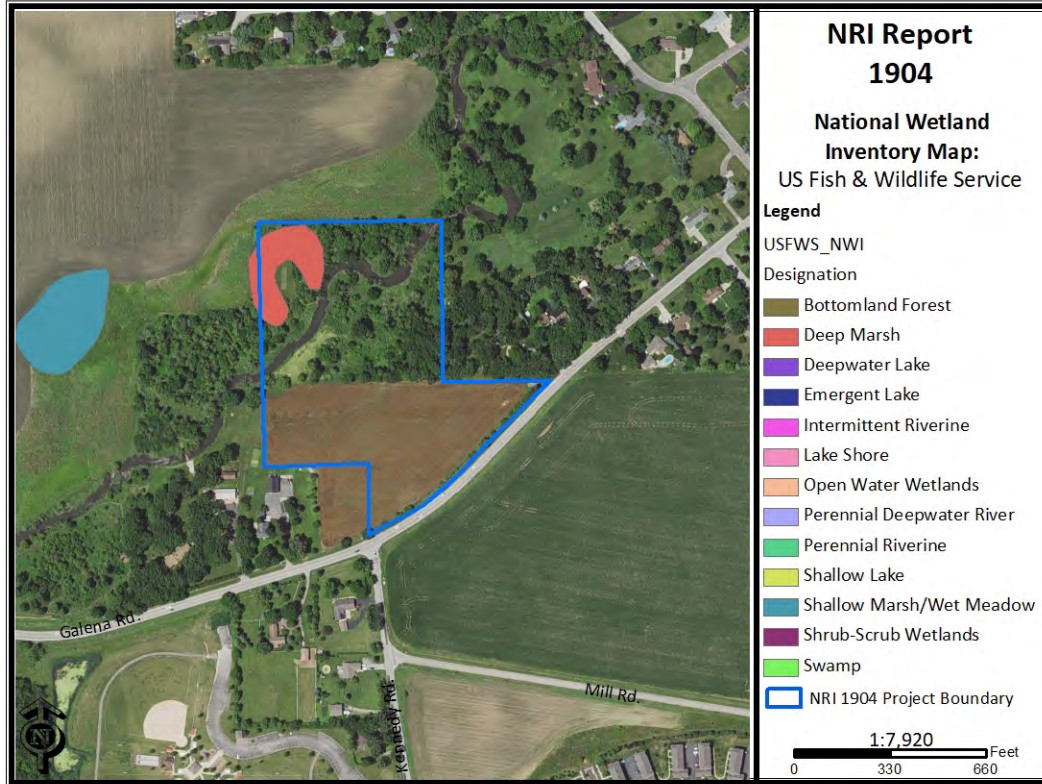 NRI Report
1904
National Wetland
Inventory Map:
US Fish & Wildlife Service
Legend
USFWS_NWI
Designation
Bottomland Forest
Deep Marsh
Deepwater Lake
Emergent Lake
Intermittent Riverine
Lake Shore
Open Water Wetlands
Perennial Deepwater River
Perennial Riverine
Shallow Lake
Shallow Marsh/Wet Meadow
Shrub-Scrub Wetlands
Swamp
NRI 1904 Project Boundary
1:7,920
Feet
0 330 660
Galena Rd.
Kennedy Rd.
Mill Rd.
N